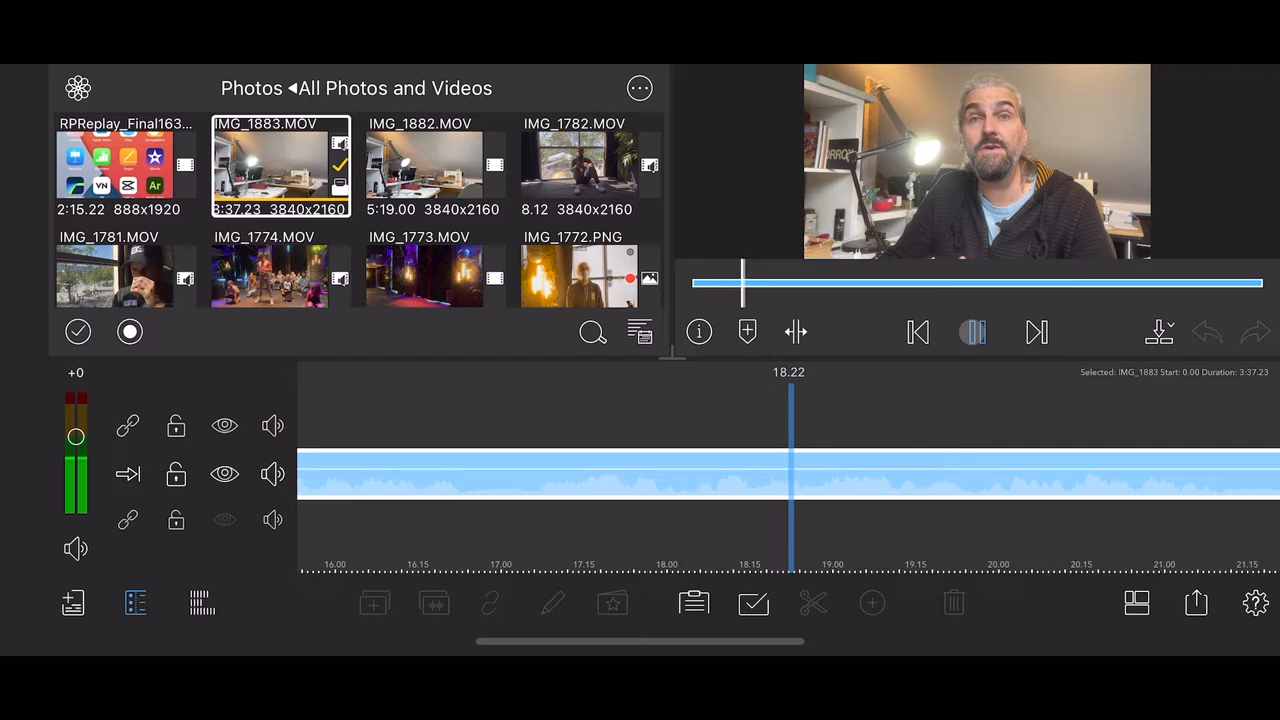 Photos ◀All Photos and Videos
RPReplay_Final163... IMG_1883.MOV IMG_1882.MOV IMG_1782.MOV
VN Ar
2:15.22 888x1920 3:37.23 3840x2160 5:19.00 3840x2160 8.12 3840x2160
IMG_1781.MOV IMG_1774.MOV IMG_1773.MOV IMG_1772.PNG
+0
18.22
Selected: IMG_1883 Start: 0.00 Duration: 3:37.23
16.00 16.15 17.00 17.15 18.00 18.15 19.00 19.15 20.00 20.15 21.00 21.15